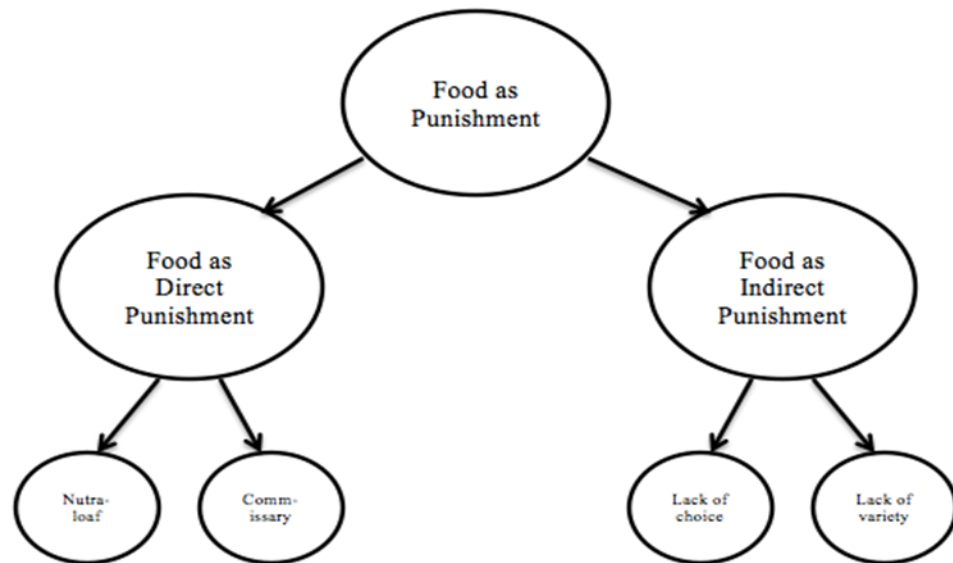 Food as
Punishment
Food as
Direct
Punishment
Food as
Indirect
Punishment
Nutra-
loaf
Comm-
issary
Lack of
choice
Lack of
variety